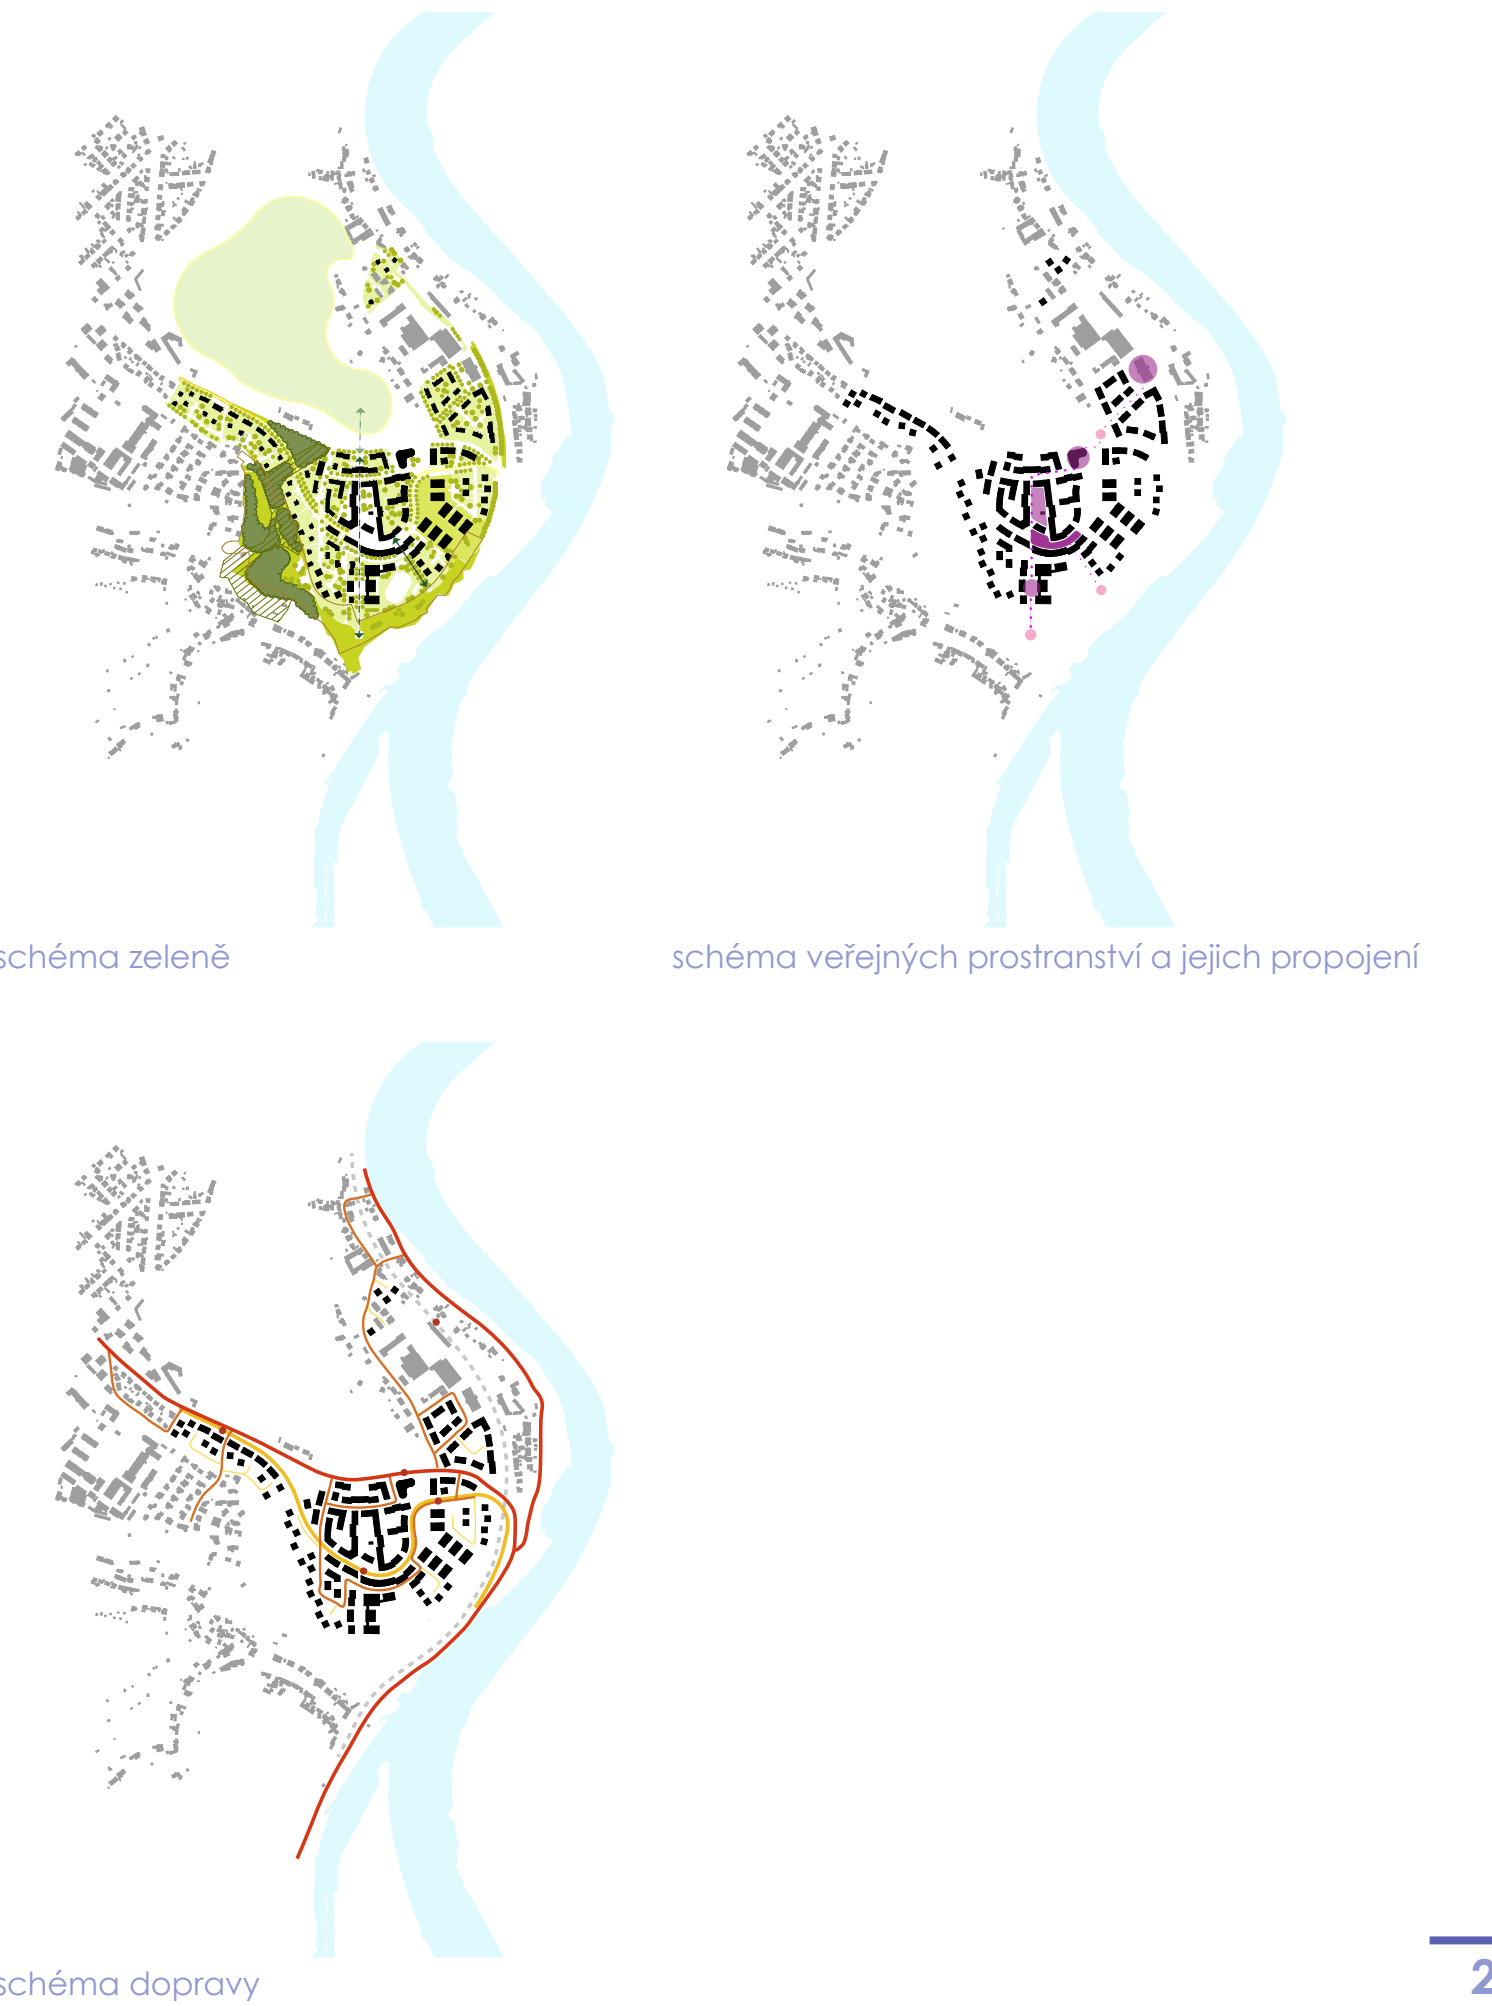 schéma zeleně
schéma veřejných prostranství a jejich propojení
schéma dopravy
2